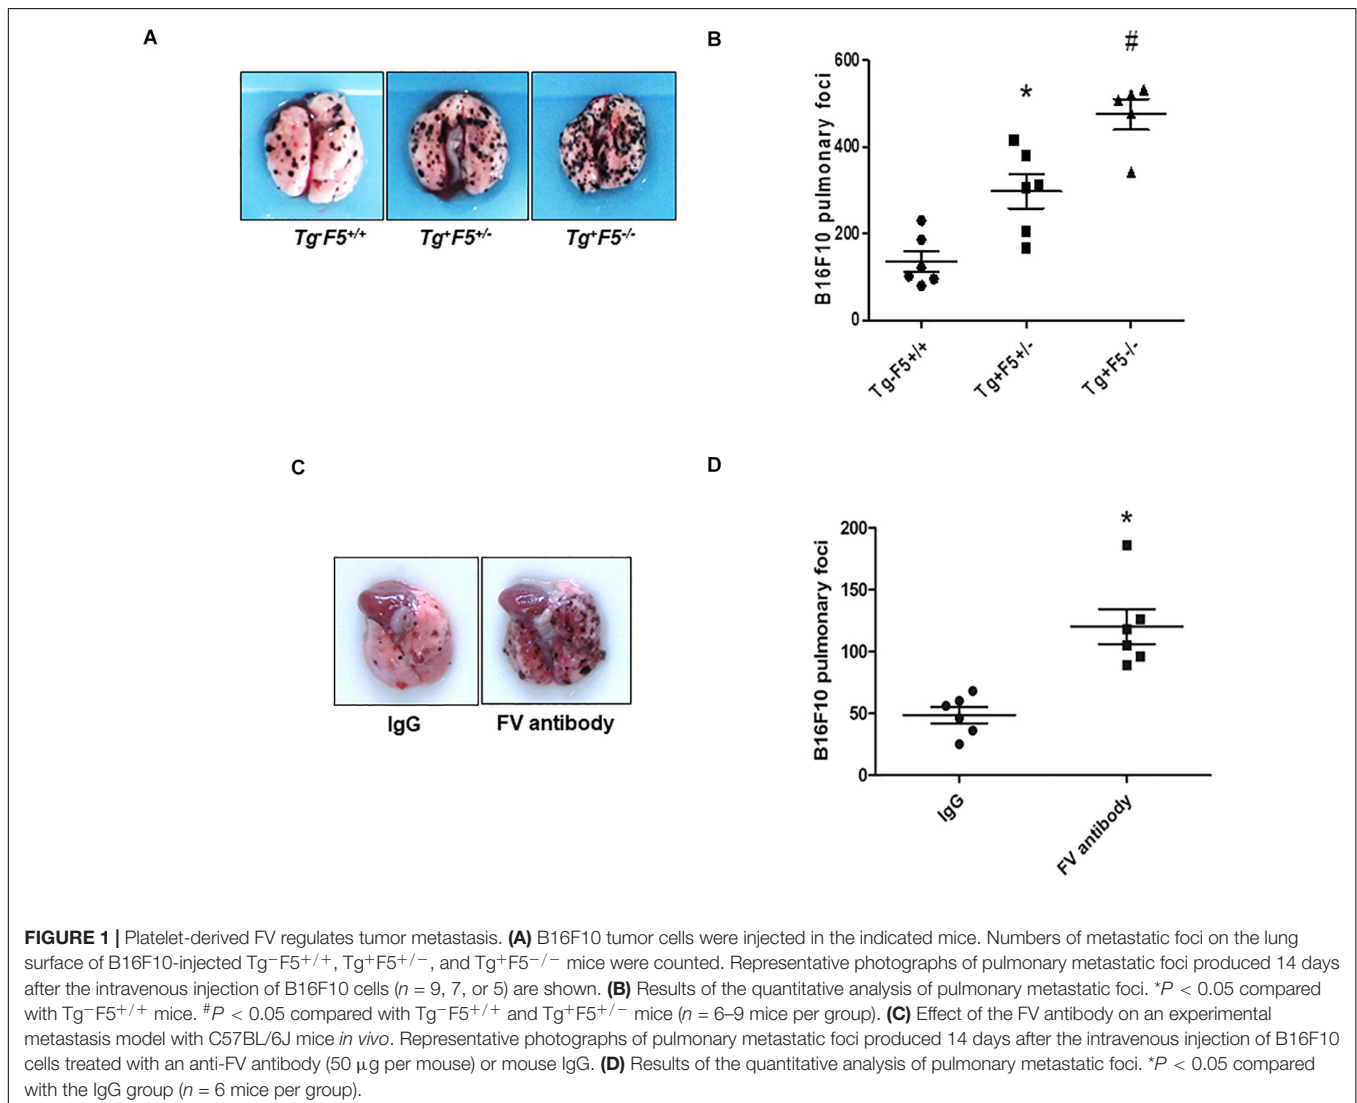 A
Tg-F5+/+
Tg+F5+/-
Tg+F5-/-
B
B16F10 pulmonary foci
600
400
200
0
*
#
Tg-F5+/+
Tg+F5+/-
Tg+F5-/-
C
IgG
FV antibody
D
B16F10 pulmonary foci
200
150
100
50
0
*
IgG
FV antibody
FIGURE 1 | Platelet-derived FV regulates tumor metastasis. (A) B16F10 tumor cells were injected in the indicated mice. Numbers of metastatic foci on the lung
surface of B16F10-injected Tg−F5+/+, Tg+F5+/−, and Tg+F5−/− mice were counted. Representative photographs of pulmonary metastatic foci produced 14 days
after the intravenous injection of B16F10 cells (n = 9, 7, or 5) are shown. (B) Results of the quantitative analysis of pulmonary metastatic foci. *P < 0.05 compared
with Tg−F5+/+ mice. #P < 0.05 compared with Tg−F5+/+ and Tg+F5+/− mice (n = 6–9 mice per group). (C) Effect of the FV antibody on an experimental
metastasis model with C57BL/6J mice in vivo. Representative photographs of pulmonary metastatic foci produced 14 days after the intravenous injection of B16F10
cells treated with an anti-FV antibody (50 μg per mouse) or mouse IgG. (D) Results of the quantitative analysis of pulmonary metastatic foci. *P < 0.05 compared
with the IgG group (n = 6 mice per group).